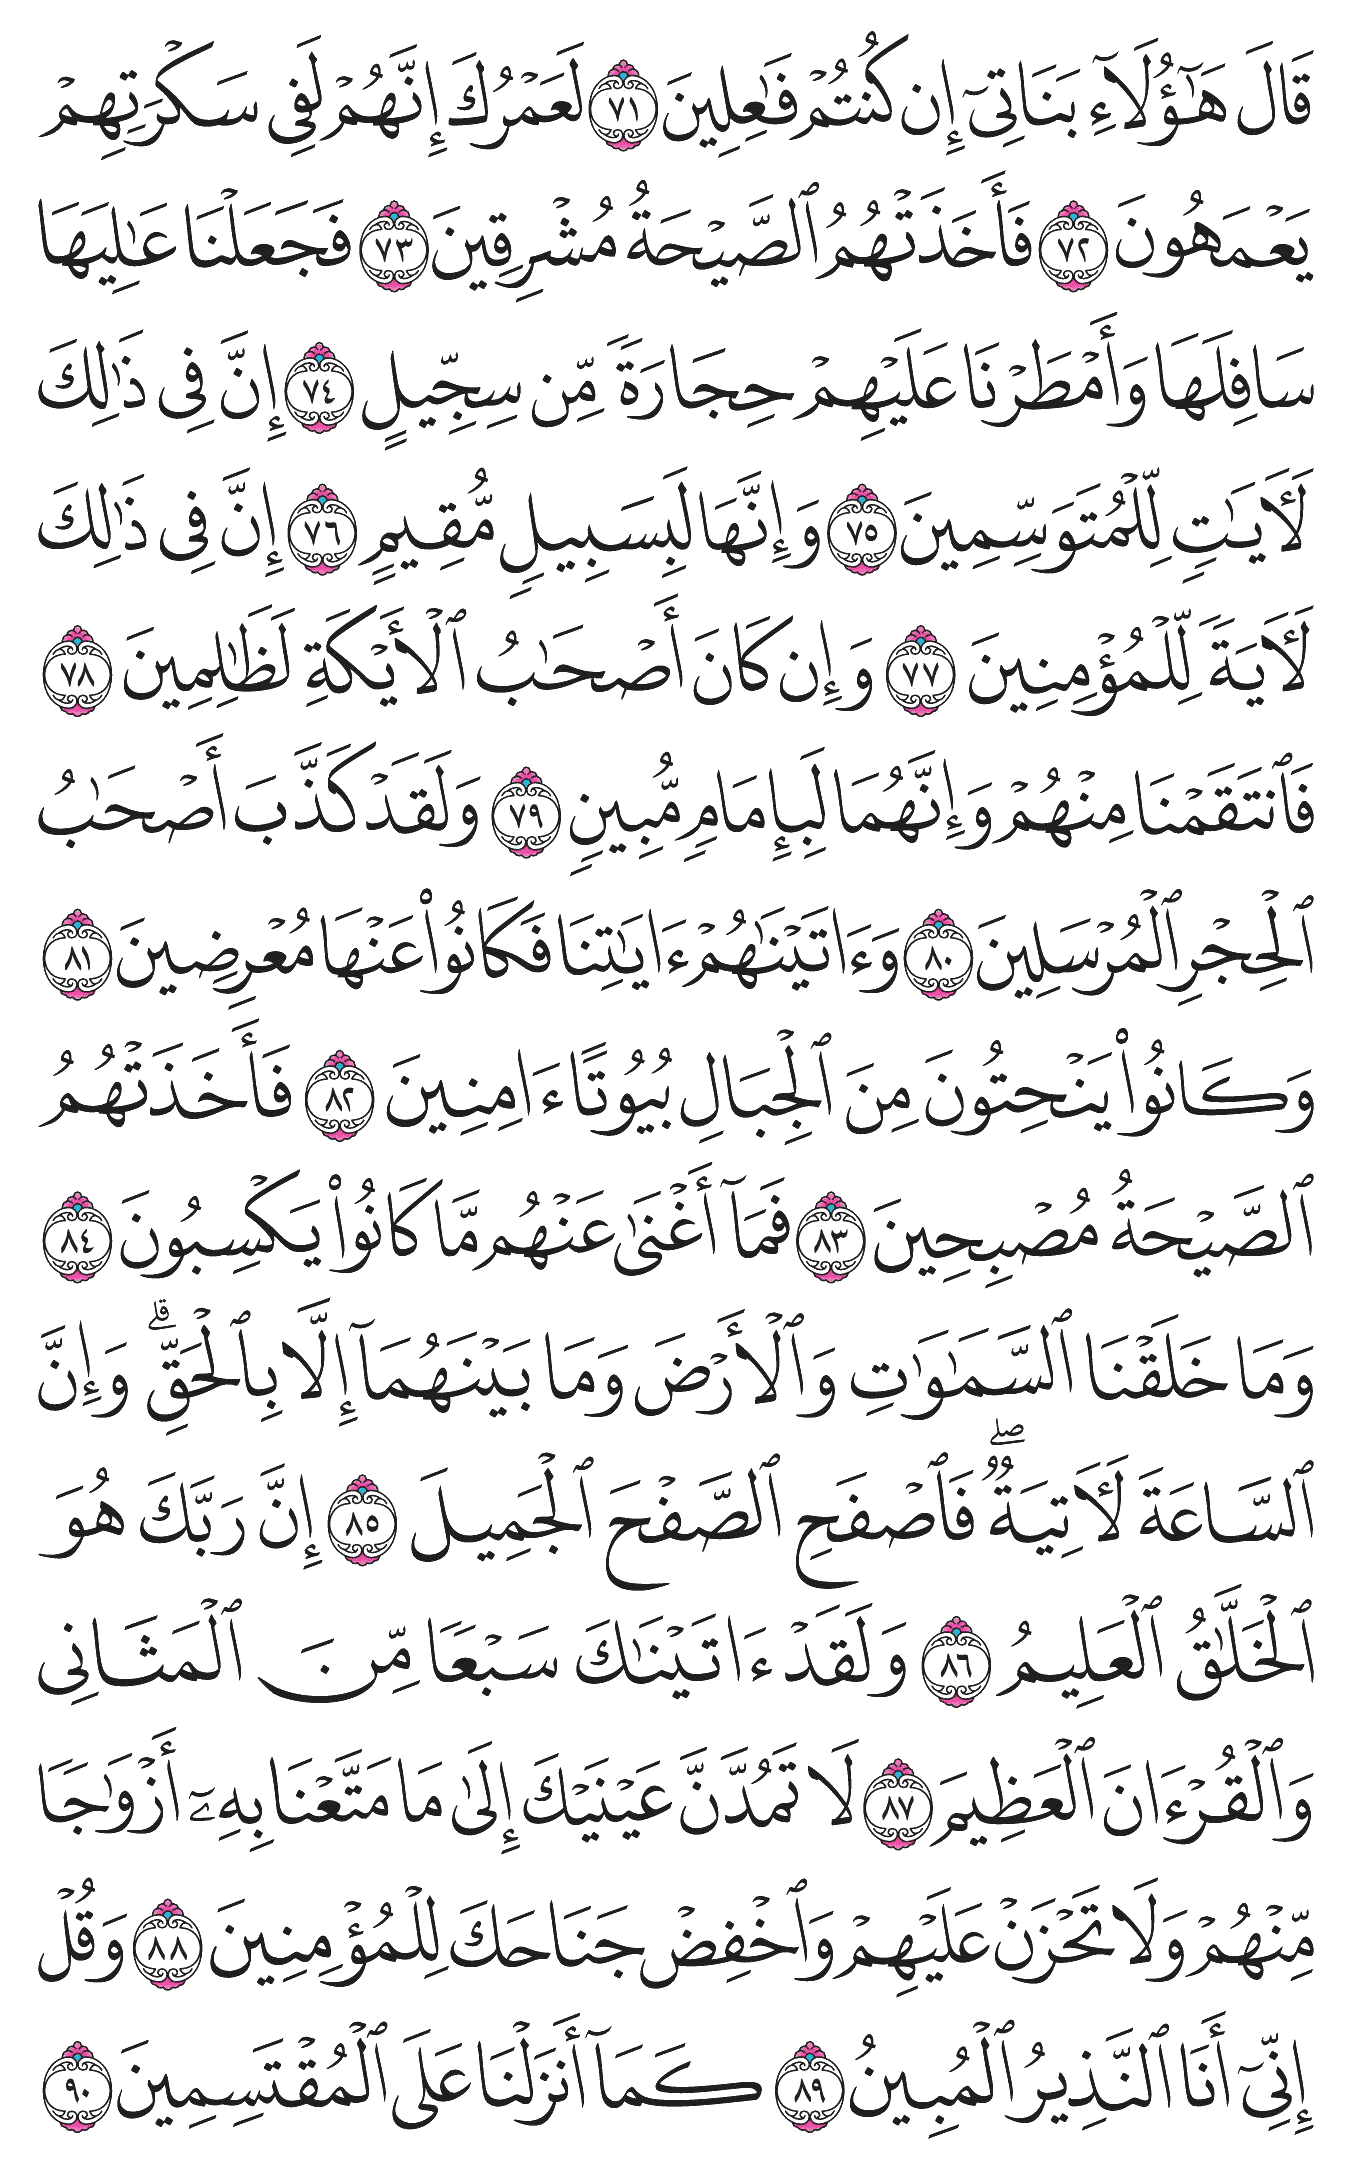 قَالَ هَٰٓؤُلَآءِ بَنَاتِىٓ إِن كُنتُمْ فَٰعِلِينَ ٧١ لَعَمْرُكَ إِنَّهُمْ لَفِى سَكْرَتِهِمْ
يَعْمَهُونَ ٧٢ فَأَخَذَتْهُمُ ٱلصَّيْحَةُ مُشْرِقِينَ ٧٣ فَجَعَلْنَا عَٰلِيَهَا
سَافِلَهَا وَأَمْطَرْنَا عَلَيْهِمْ حِجَارَةً مِّن سِجِّيلٍ ٧٤ إِنَّ فِى ذَٰلِكَ
لَءَايَٰتٍ لِّلْمُتَوَسِّمِينَ ٧٥ وَإِنَّهَا لَبِسَبِيلٍ مُّقِيمٍ ٧٦ إِنَّ فِى ذَٰلِكَ
لَءَايَةً لِّلْمُؤْمِنِينَ ٧٧ وَإِن كَانَ أَصْحَٰبُ ٱلْأَيْكَةِ لَظَٰلِمِينَ ٧٨
فَٱنتَقَمْنَا مِنْهُمْ وَإِنَّهُمَا لَبِإِمَامٍ مُّبِينٍ ٧٩ وَلَقَدْ كَذَّبَ أَصْحَٰبُ
ٱلْحِجْرِ ٱلْمُرْسَلِينَ ٨٠ وَءَاتَيْنَٰهُمْ ءَايَٰتِنَا فَكَانُوا۟ عَنْهَا مُعْرِضِينَ ٨١
وَكَانُوا۟ يَنْحِتُونَ مِنَ ٱلْجِبَالِ بُيُوتًا ءَامِنِينَ ٨٢ فَأَخَذَتْهُمُ
ٱلصَّيْحَةُ مُصْبِحِينَ ٨٣ فَمَآ أَغْنَىٰ عَنْهُم مَّا كَانُوا۟ يَكْسِبُونَ ٨٤
وَمَا خَلَقْنَا ٱلسَّمَٰوَٰتِ وَٱلْأَرْضَ وَمَا بَيْنَهُمَآ إِلَّا بِٱلْحَقِّ ۗ وَإِنَّ
ٱلسَّاعَةَ لَءَاتِيَةٌ ۖ فَٱصْفَحِ ٱلصَّفْحَ ٱلْجَمِيلَ ٨٥ إِنَّ رَبَّكَ هُوَ
ٱلْخَلَّٰقُ ٱلْعَلِيمُ ٨٦ وَلَقَدْ ءَاتَيْنَٰكَ سَبْعًا مِّنَ ٱلْمَثَانِى
وَٱلْقُرْءَانَ ٱلْعَظِيمَ ٨٧ لَا تَمُدَّنَّ عَيْنَيْكَ إِلَىٰ مَا مَتَّعْنَا بِهِۦٓ أَزْوَٰجًا
مِّنْهُمْ وَلَا تَحْزَنْ عَلَيْهِمْ وَٱخْفِضْ جَنَاحَكَ لِلْمُؤْمِنِينَ ٨٨ وَقُلْ
إِنِّىٓ أَنَا ٱلنَّذِيرُ ٱلْمُبِينُ ٨٩ كَمَآ أَنزَلْنَا عَلَى ٱلْمُقْتَسِمِينَ ٩٠